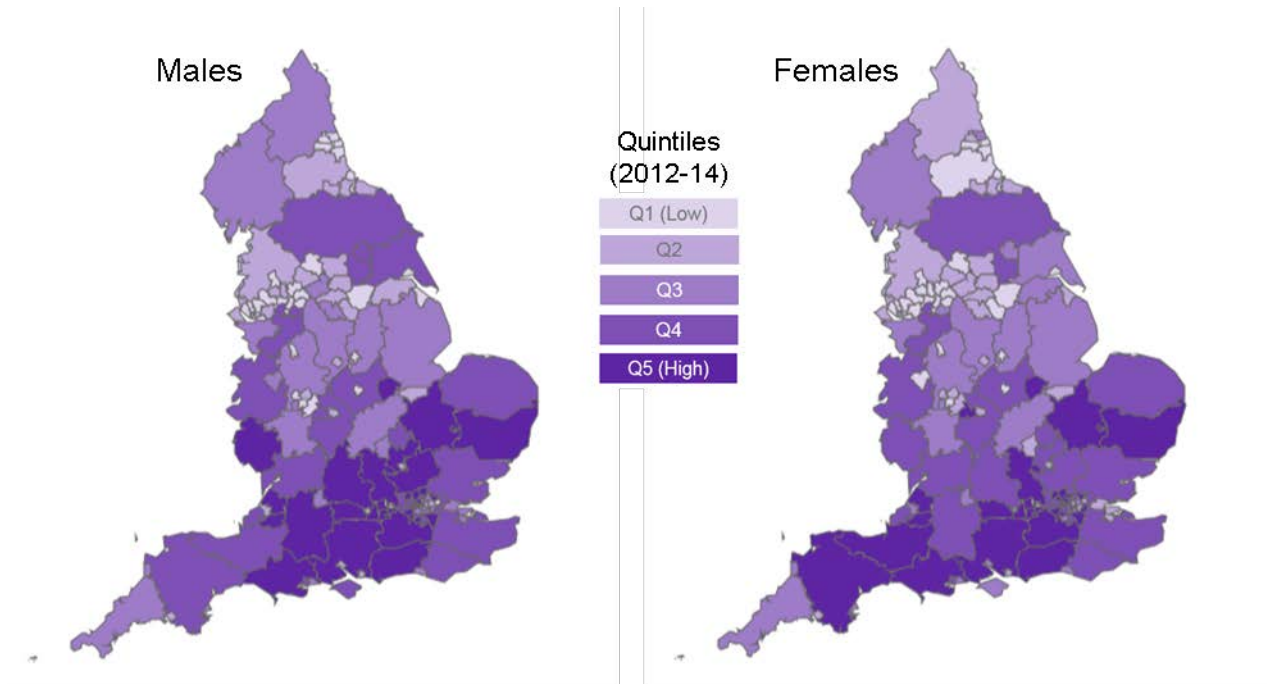 Males
Females
Quintiles
(2012-14)
Q1 (Low)
Q2
Q3
Q4
Q5 (High)